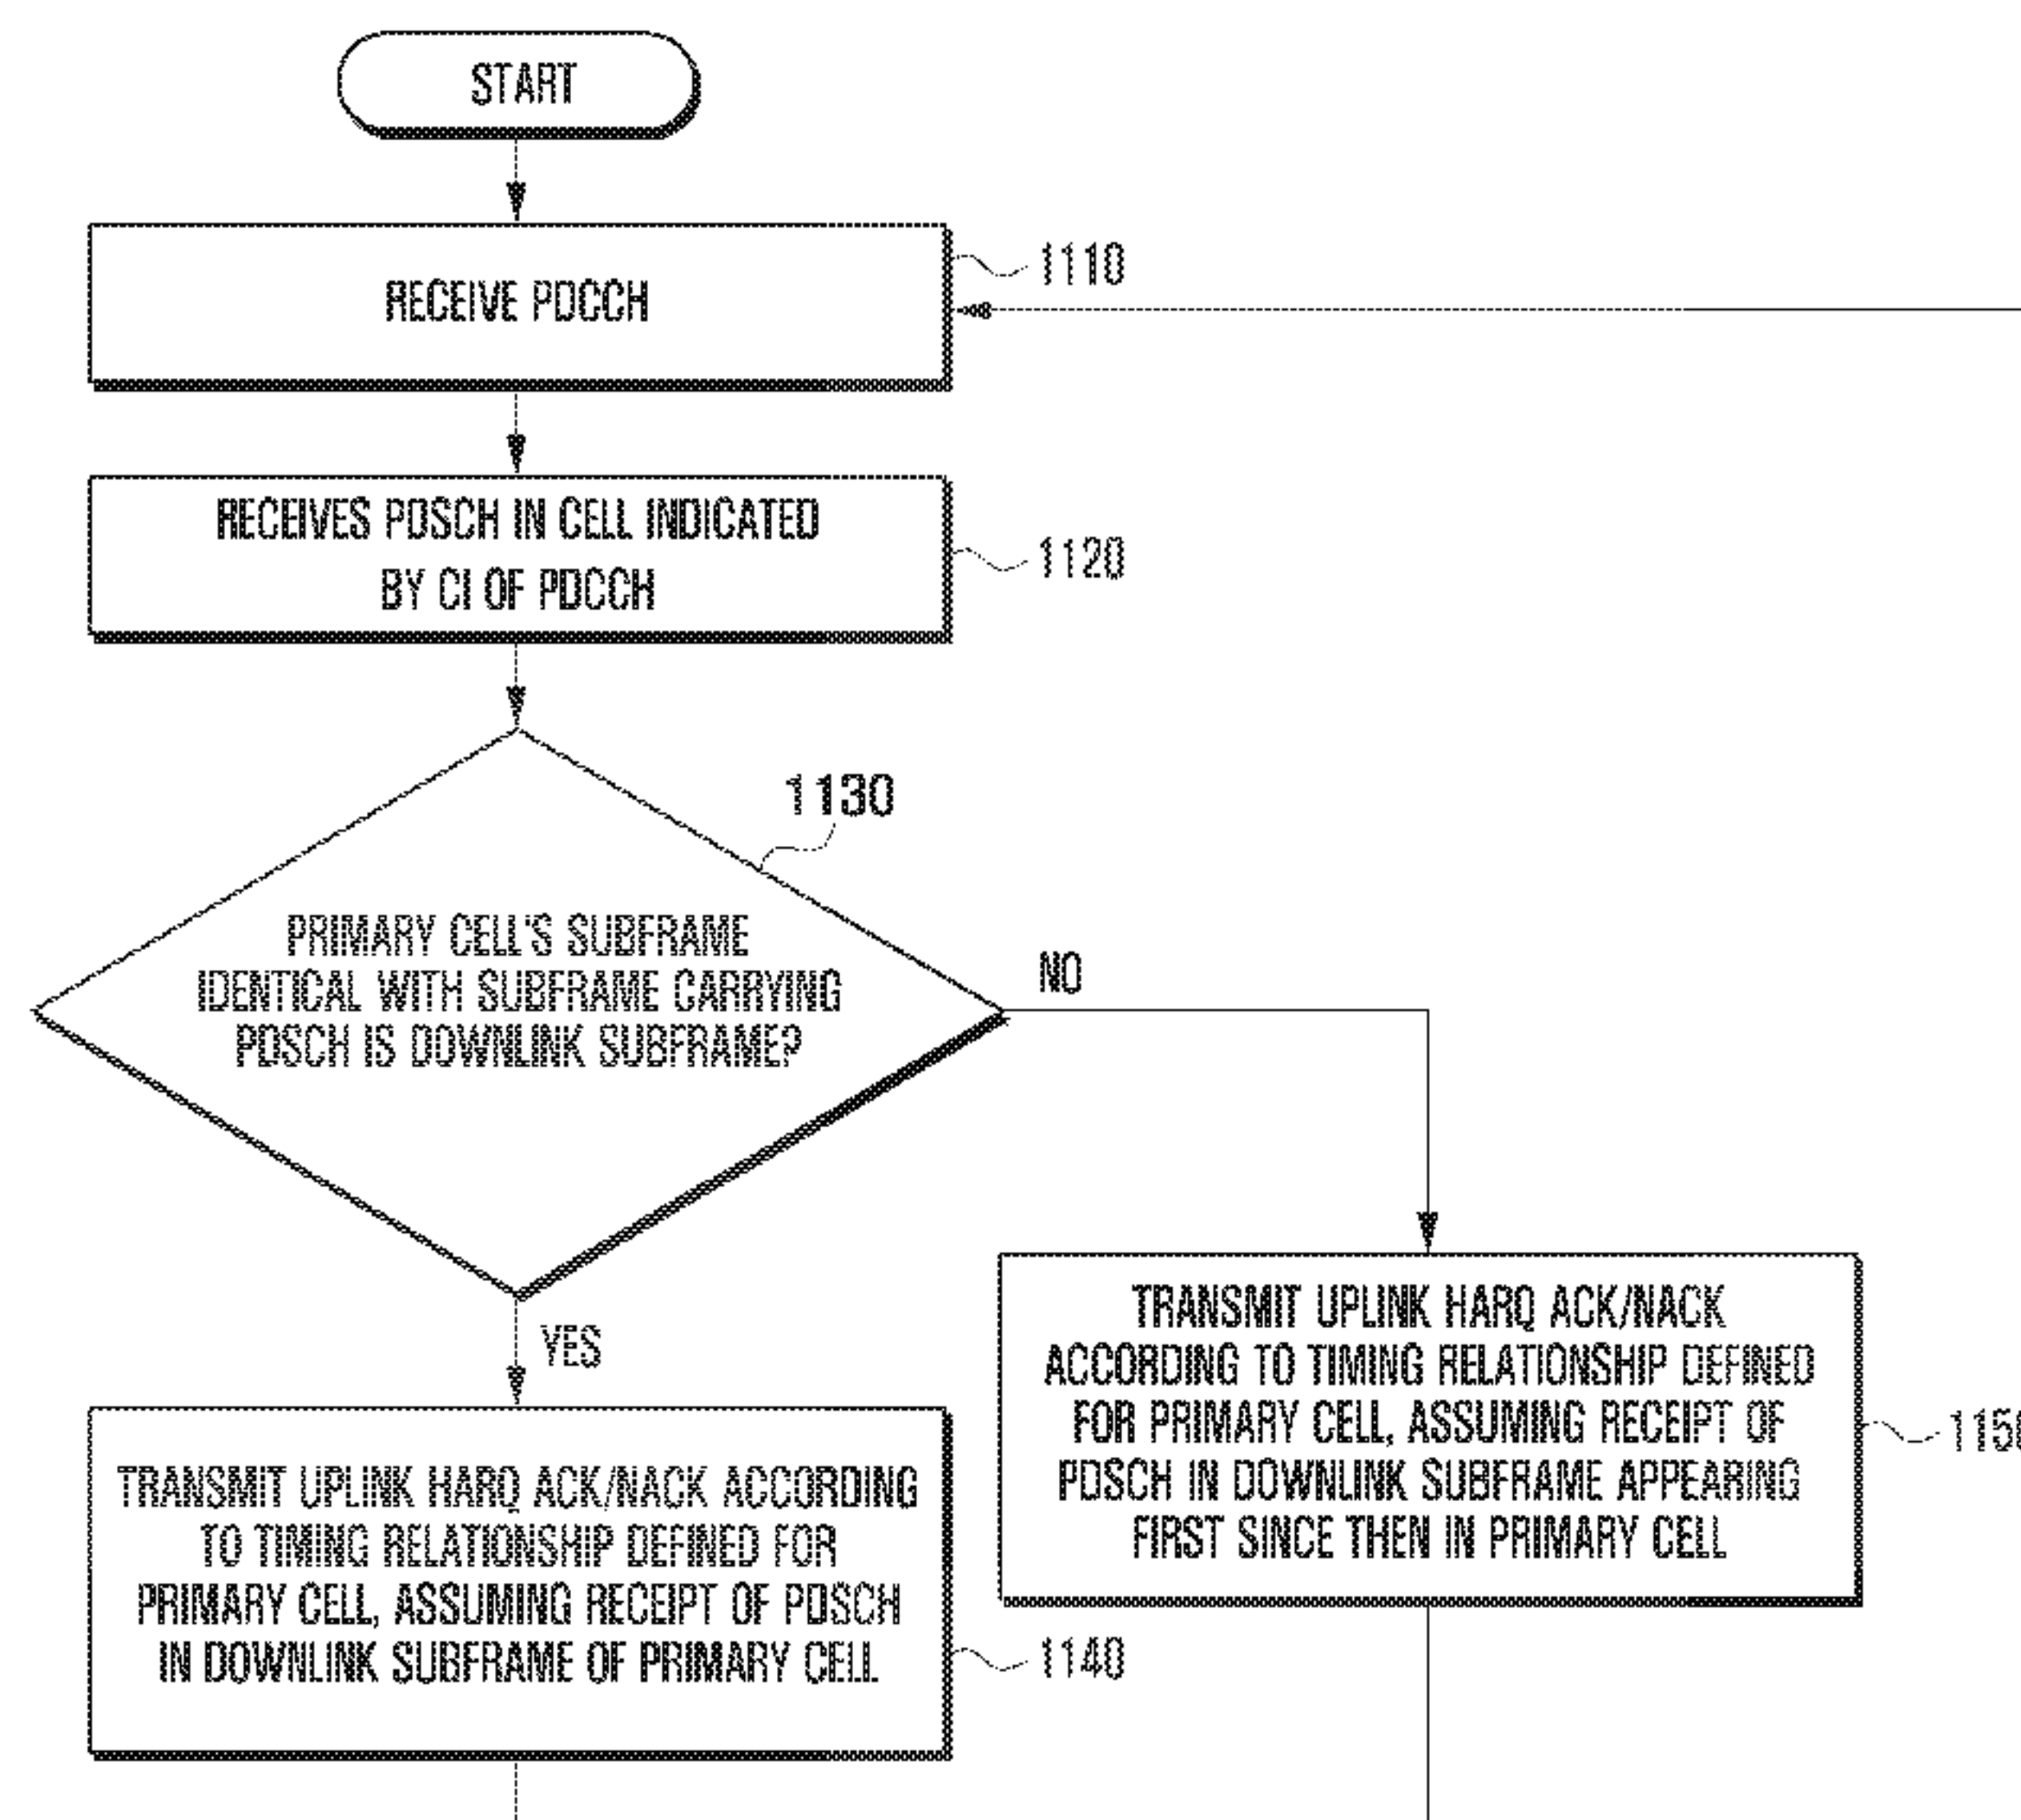 START
RECEIVE PDCCH
1110
RECEIVES PDSCH IN CELL INDICATED
BY CI OF PDCCH
1120
1130
PRIMARY CELL'S SUBFRAME
IDENTICAL WITH SUBFRAME CARRYING
PDSCH IS DOWNLINK SUBFRAME?
NO
YES
TRANSMIT UPLINK HARQ ACK/NACK
ACCORDING TO TIMING RELATIONSHIP DEFINED
FOR PRIMARY CELL, ASSUMING RECEIPT OF
PDSCH IN DOWNLINK SUBFRAME APPEARING
FIRST SINCE THEN IN PRIMARY CELL
1150
TRANSMIT UPLINK HARQ ACK/NACK ACCORDING
TO TIMING RELATIONSHIP DEFINED FOR
PRIMARY CELL, ASSUMING RECEIPT OF PDSCH
IN DOWNLINK SUBFRAME OF PRIMARY CELL
1140